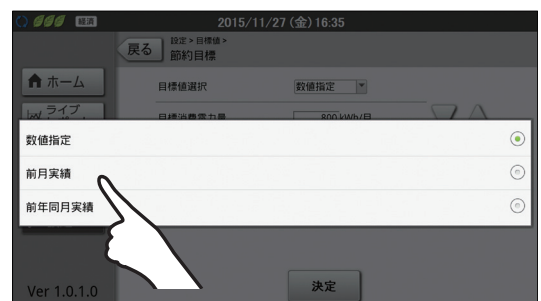 経済
2015/11/27 (金) 16:35
戻る
設定 > 目標値 >
節約目標
ホーム
目標値選択
数値指定
ライブ
目標消費電力量
800 kWh/月
数値指定
前月実績
前年同月実績
決定
Ver 1.0.1.0